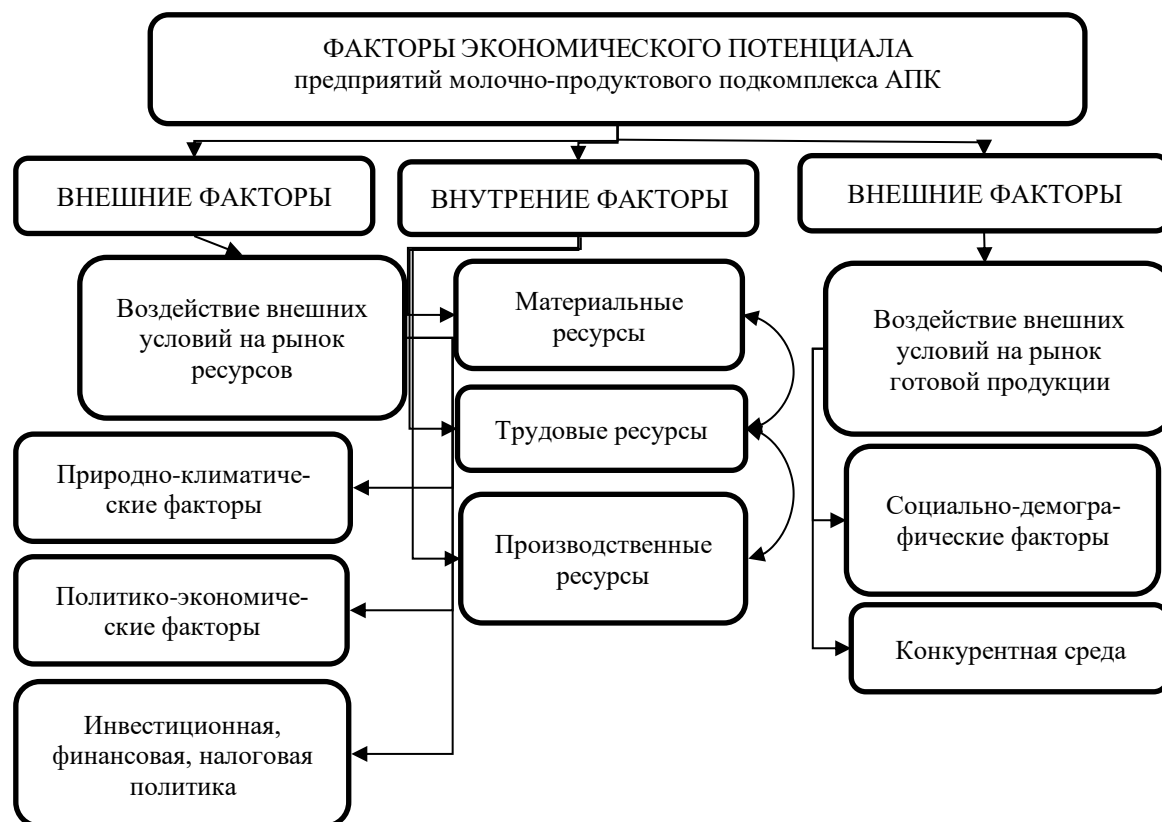 ФАКТОРЫ ЭКОНОМИЧЕСКОГО ПОТЕНЦИАЛА
предприятий молочно-продуктового подкомплекса АПК
ВНЕШНИЕ ФАКТОРЫ
ВНУТРЕНИЕ ФАКТОРЫ
ВНЕШНИЕ ФАКТОРЫ
Воздействие внешних
условий на рынок
ресурсов
Природно-климатиче-
ские факторы
Политико-экономиче-
ские факторы
Инвестиционная,
финансовая, налоговая
политика
Материальные
ресурсы
Трудовые ресурсы
Производственные
ресурсы
Воздействие внешних
условий на рынок
готовой продукции
Социально-демогра-
фические факторы
Конкурентная среда